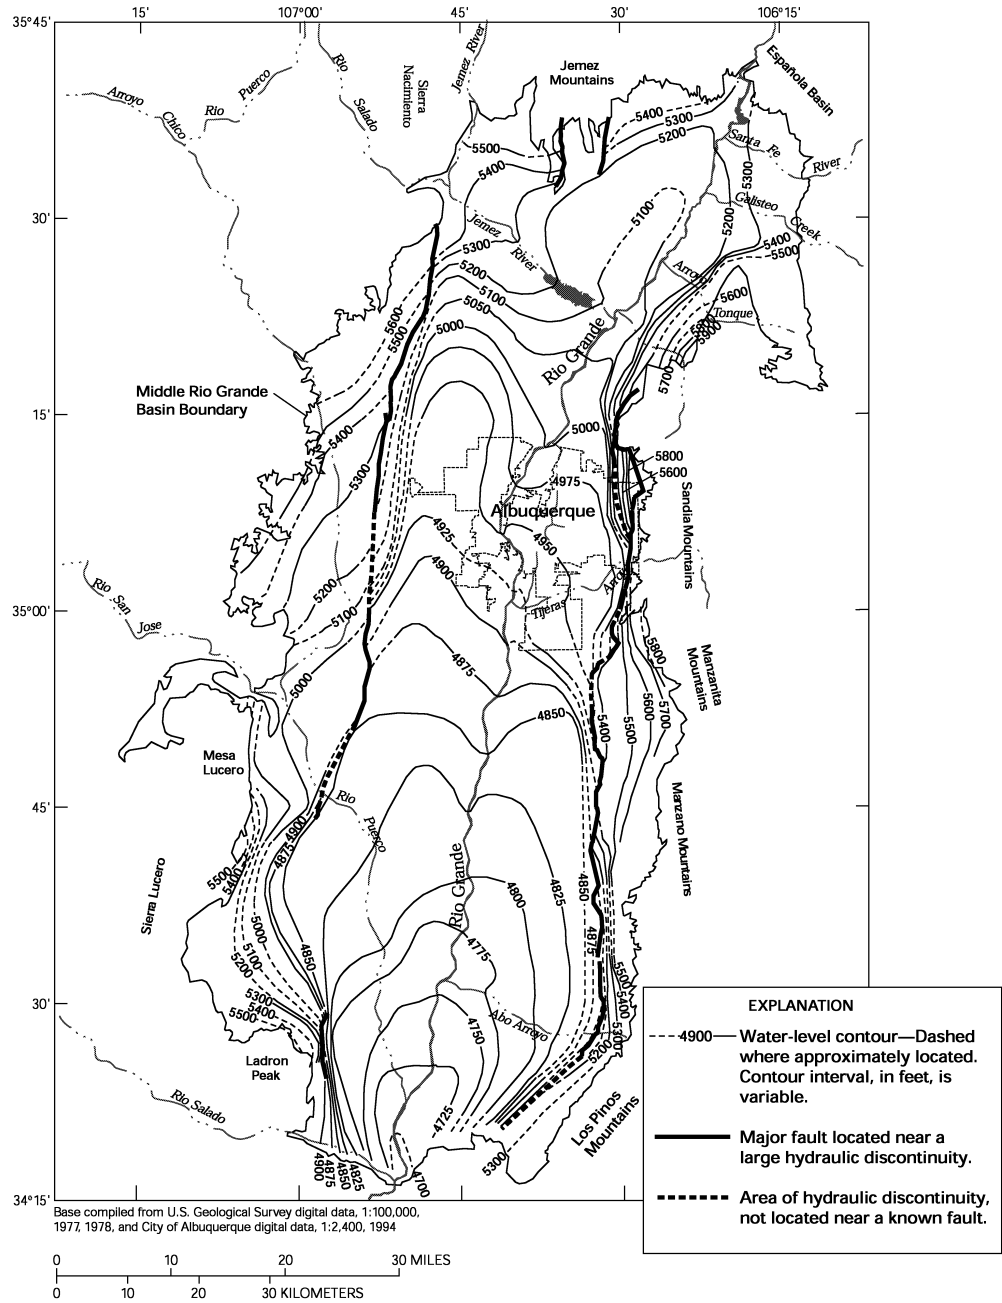 15'
107°00'
45'
30'
106°15'
35°45'
Jemez River
Jemez
Mountains
Española Basin
Rio
Puerco
Rio
Salado
Sierra
Nacimiento
Arroyo
Chico
Rio
5400
5300
5200
5500
5400
Santa Fe
River
5300
30'
5100
Galisteo
Creek
5200
Jemez
River
5300
5400
5500
5200
5100
5050
Arroyo
5600
Tonque
5600
5500
5000
5800
5900
Rio Grande
5700
Middle Rio Grande
Basin Boundary
15'
5400
5000
5300
5800
5600
4975
Sandia Mountains
Albuquerque
4925
4950
4900
5200
Arroyo
Tijeras
5100
35°00'
Rio San
Jose
5800
Manzanita
Mountains
4875
5000
5600
5700
4850
5400
5500
Mesa
Lucero
45'
Rio
Puesco
Manzano Mountains
4900
4875
5500
5400
Sierra Lucero
Rio Grande
4800
4825
4850
5000
4775
4875
5100
4850
5200
5500
5400
5300
5400
5500
30'
Abo Arroyo
4750
5300
5200
Ladron
Peak
Rio Salado
4725
Los Pinos
Mountains
5300
4900
4875
4850
4825
4700
34°15'
EXPLANATION
4900 Water-level contour—Dashed
where approximately located.
Contour interval, in feet, is
variable.
Major fault located near a
large hydraulic discontinuity.
Area of hydraulic discontinuity,
not located near a known fault.
Base compiled from U.S. Geological Survey digital data, 1:100,000,
1977, 1978, and City of Albuquerque digital data, 1:2,400, 1994
0 10 20 30 MILES
0 10 20 30 KILOMETERS